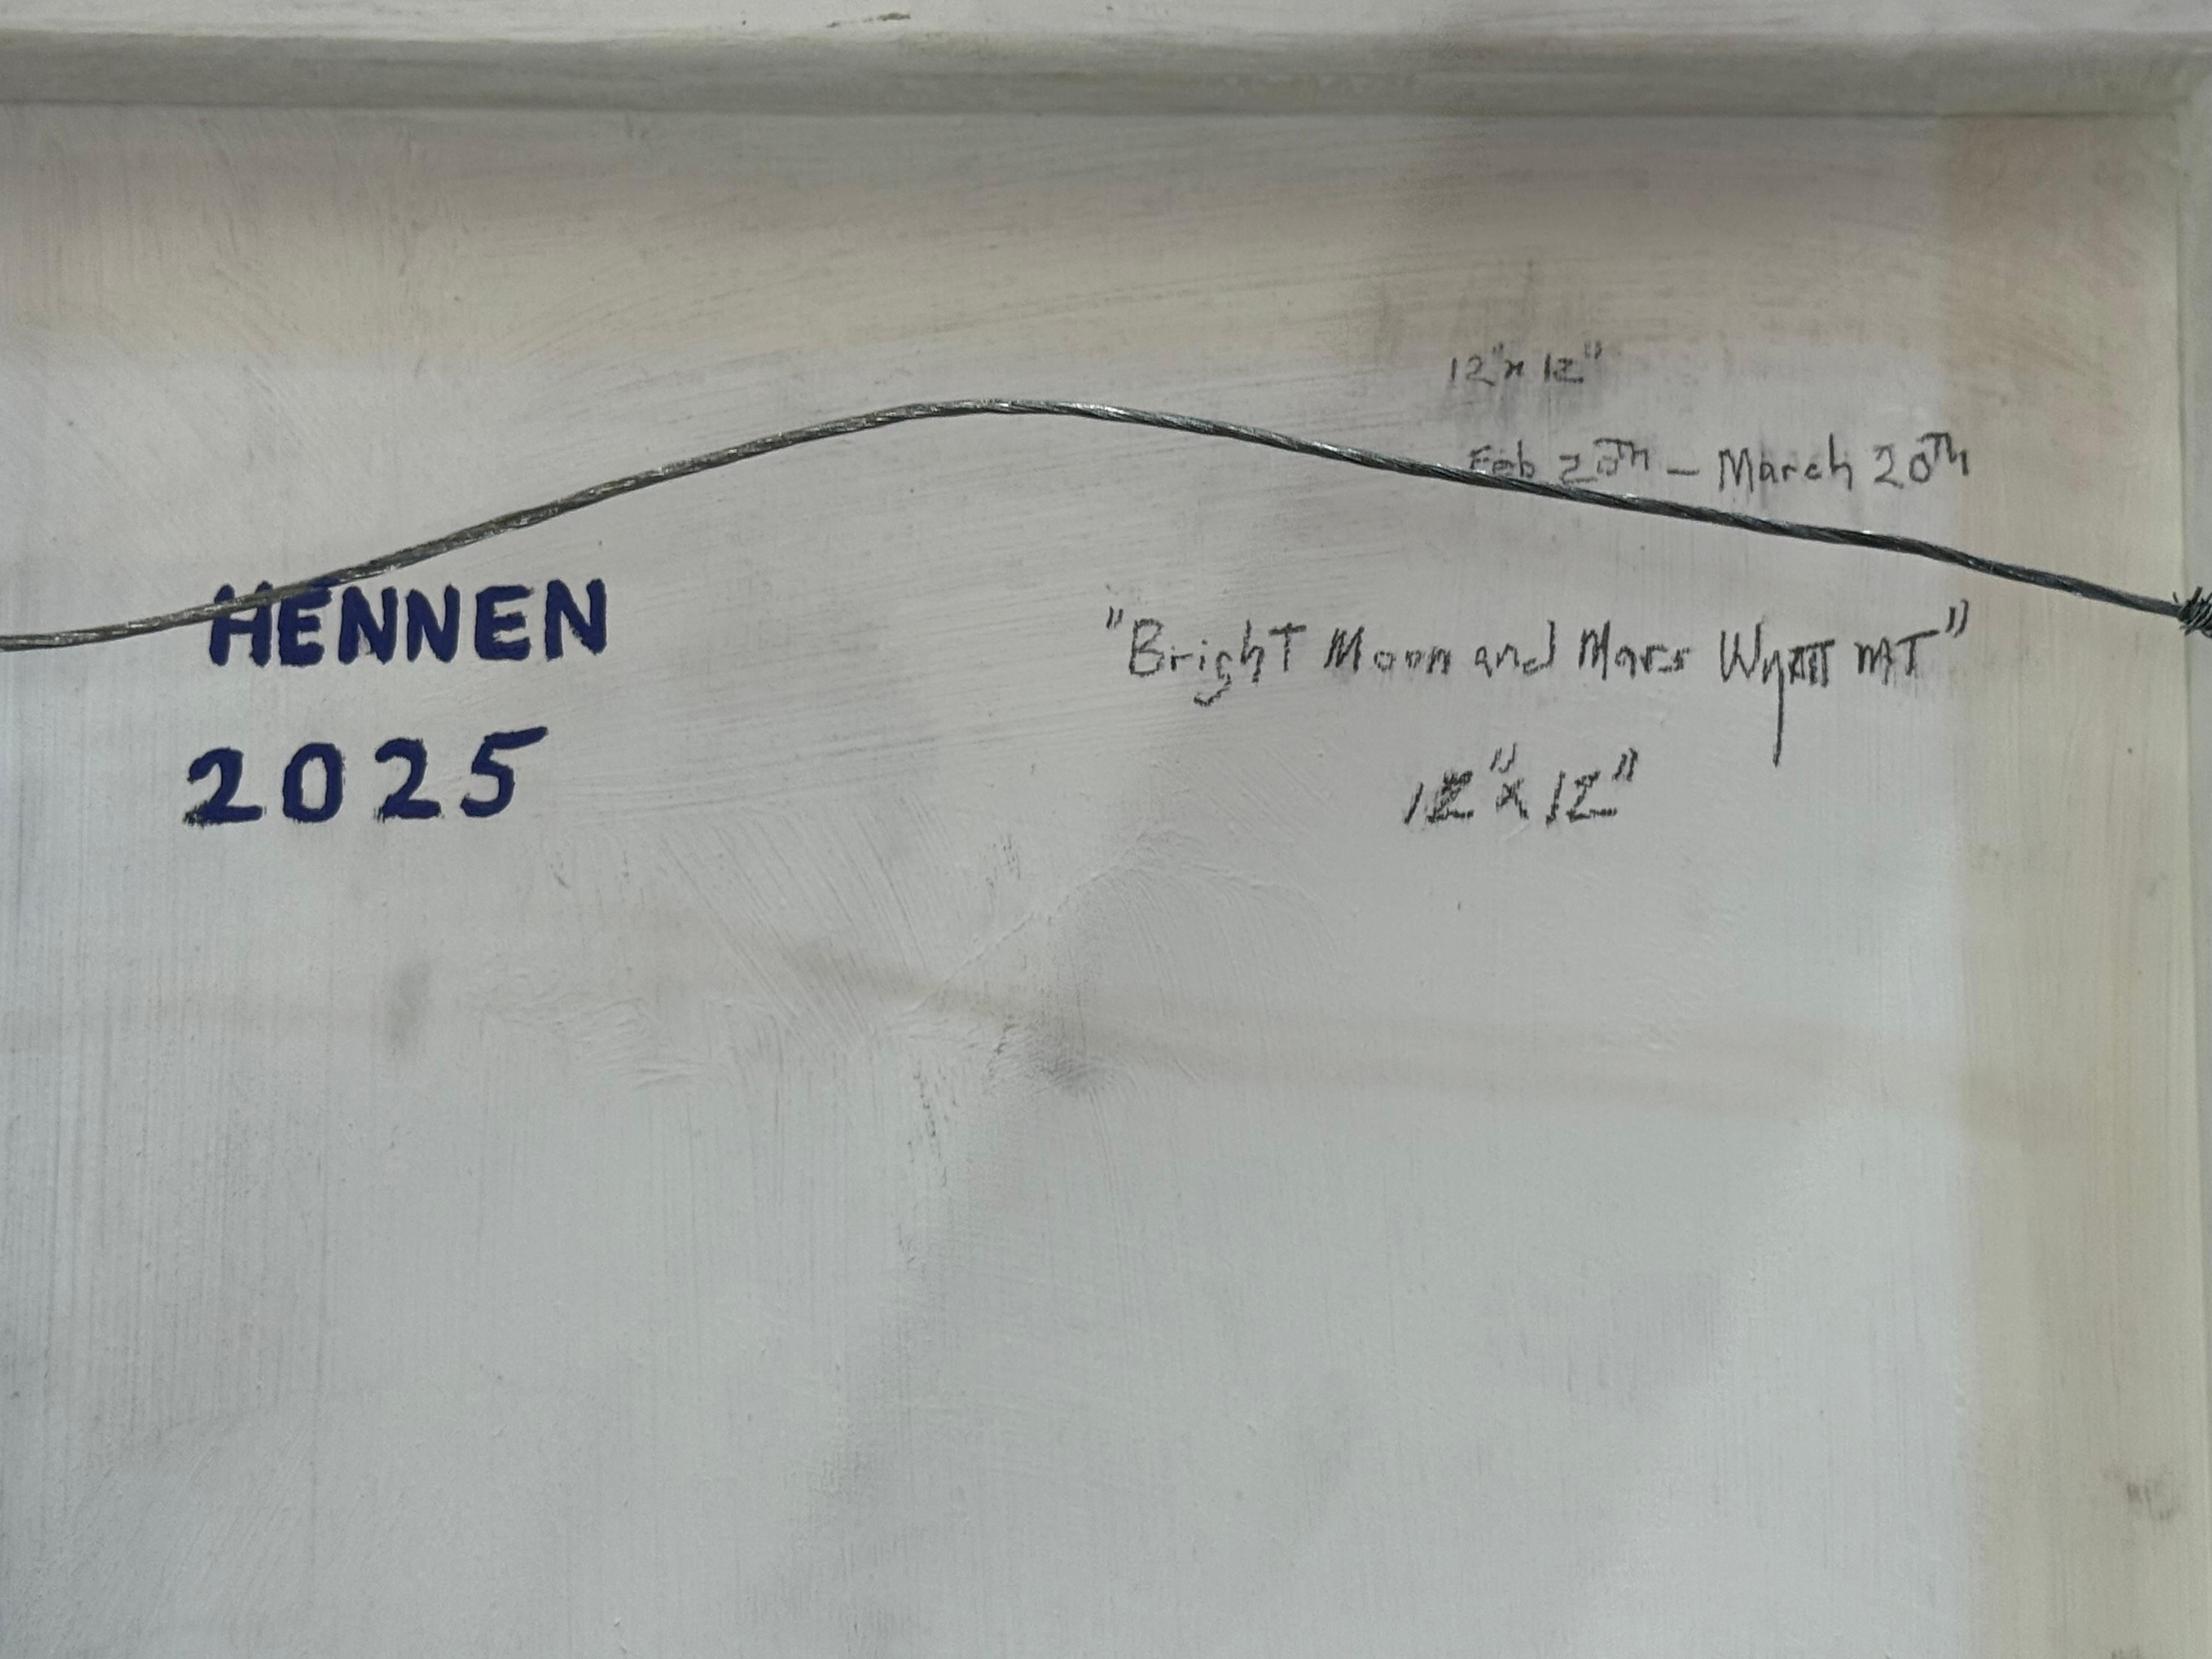 12" x 12"
Feb 20Th - March 20Th
HENNEN
2025
"BrighT Moon and Mars WyaTT MT"
12" x 12"